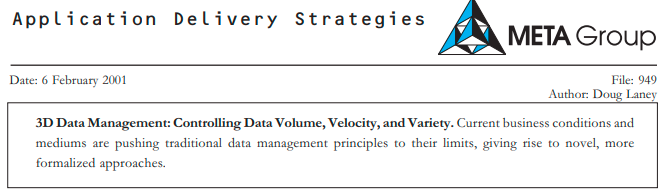 Application Delivery Strategies
META Group
Date: 6 February 2001
File: 949
Author: Doug Laney
3D Data Management: Controlling Data Volume, Velocity, and Variety. Current business conditions and
mediums are pushing traditional data management principles to their limits, giving rise to novel, more
formalized approaches.